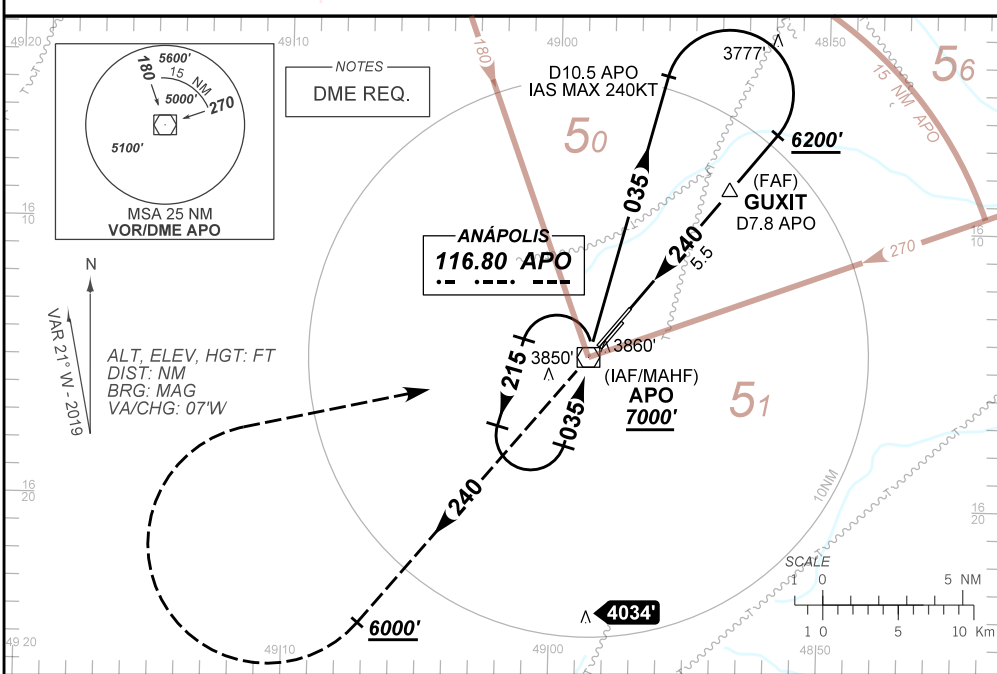 49 20
49 10
49 00
48 50
5600'
180
15 NM
5000'
270
5100'
MSA 25 NM
VOR/DME APO
NOTES
DME REQ.
180
D10.5 APO
IAS MAX 240KT
3777'
50
56
15 NM APO
6200'
035
(FAF)
GUXIT
D7.8 APO
16
10
16
10
ANÁPOLIS
116.80 APO
240
5.5
270
N
VAR 21° W - 2019
ALT, ELEV, HGT: FT
DIST: NM
BRG: MAG
VA/CHG: 07'W
215
3850'
3860'
(IAF/MAHF)
APO
7000'
035
51
240
10NM
16
20
16
20
SCALE
1 0 5 NM
1 0 5 10 Km
4034'
6000'
49 20
49 10
49 00
48 50